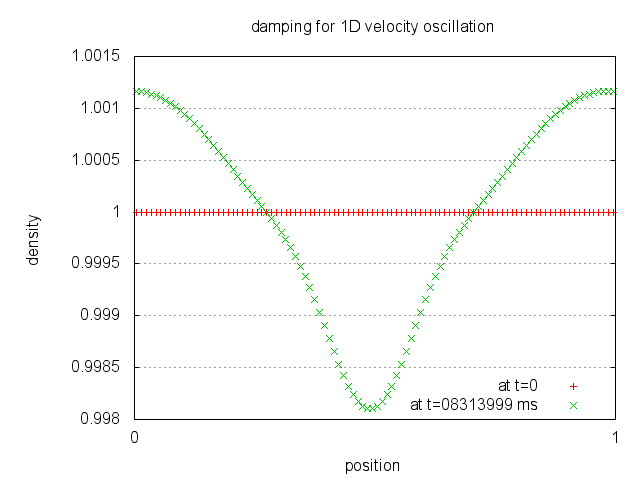 damping for 1D velocity oscillation
1.0015
1.001
1.0005
1
0.9995
0.999
0.9985
0.998
density
at t=0
at t=08313999 ms
0
1
position